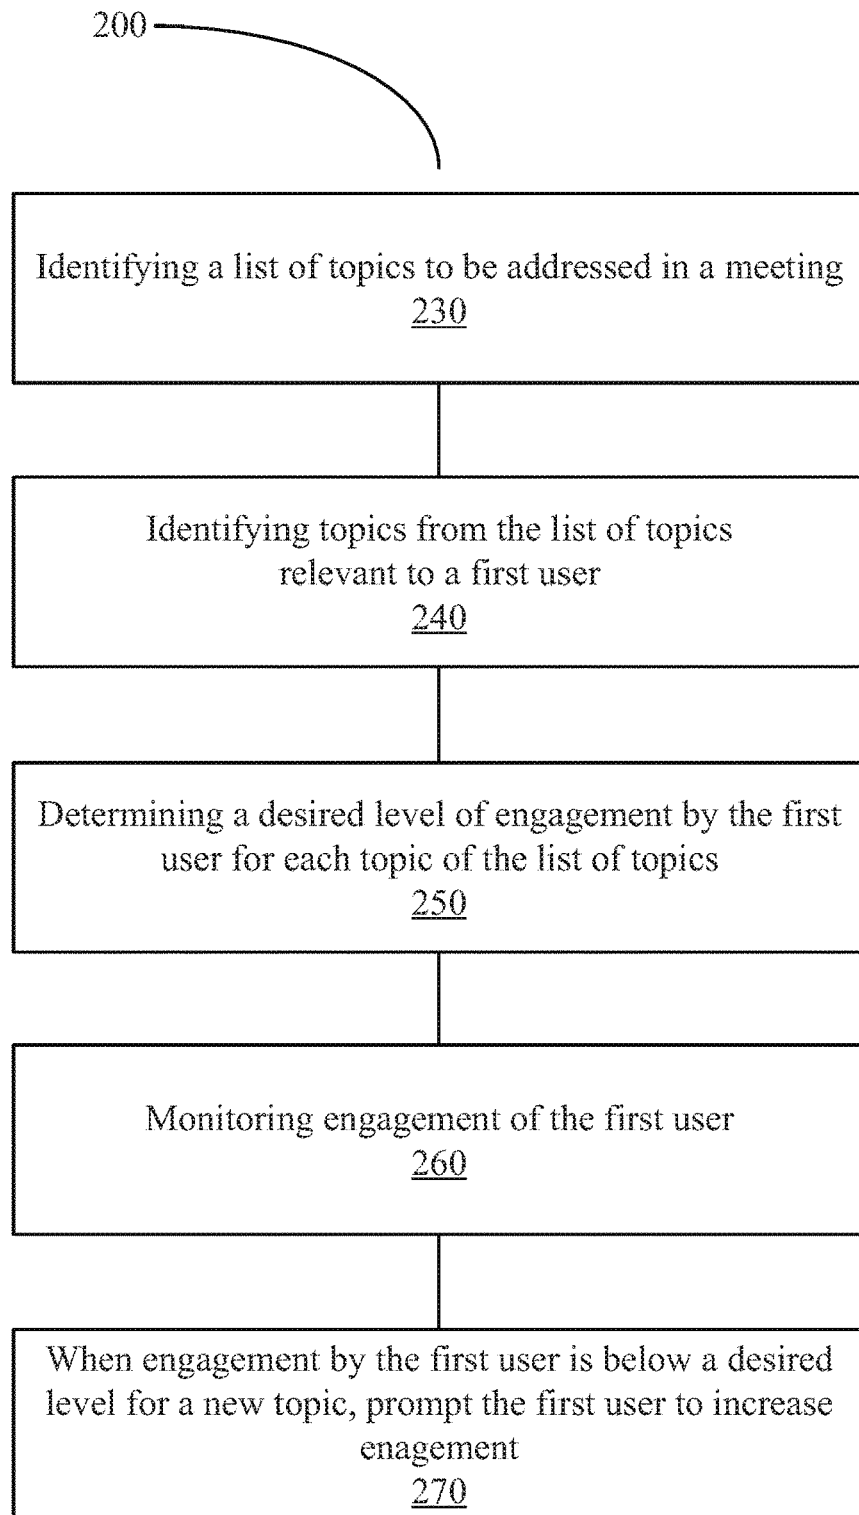 200
Identifying a list of topics to be addressed in a meeting
230
Identifying topics from the list of topics
relevant to a first user
240
Determining a desired level of engagement by the first
user for each topic of the list of topics
250
Monitoring engagement of the first user
260
When engagement by the first user is below a desired
level for a new topic, prompt the first user to increase
enagement
270